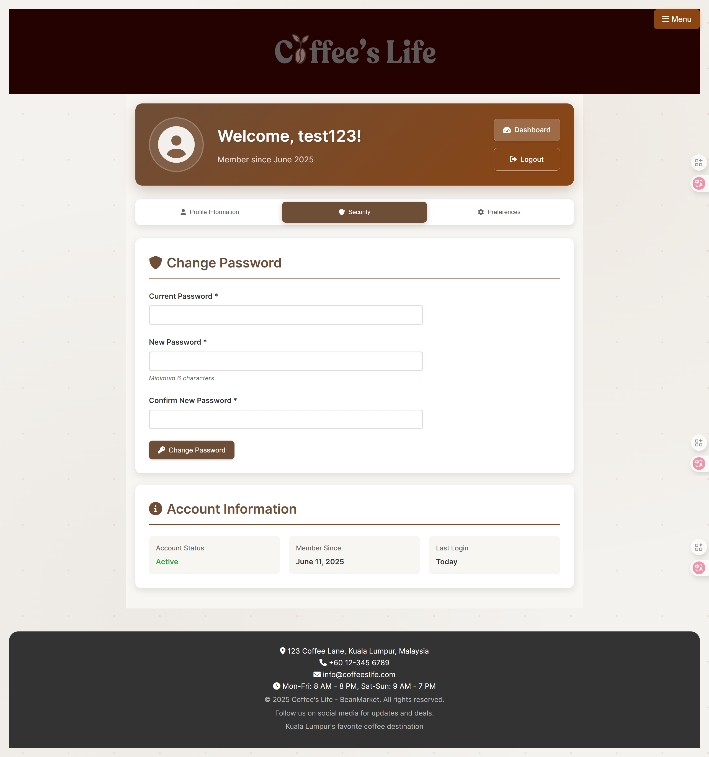 Menu
Coffee's Life
Welcome, test123!
Member since June 2025
Dashboard
Logout
Profile Information
Security
Preferences
Change Password
Current Password *
New Password *
Minimum 6 characters
Confirm New Password *
Change Password
Account Information
Account Status
Active
Member Since
June 11, 2025
Last Login
Today
123 Coffee Lane, Kuala Lumpur, Malaysia
+60 12-345 6789
info@coffeeslife.com
Mon-Fri: 8 AM - 8 PM, Sat-Sun: 9 AM - 7 PM
© 2025 Coffee's Life - BeanMarket. All rights reserved.
Follow us on social media for updates and deals.
Kuala Lumpur's favorite coffee destination